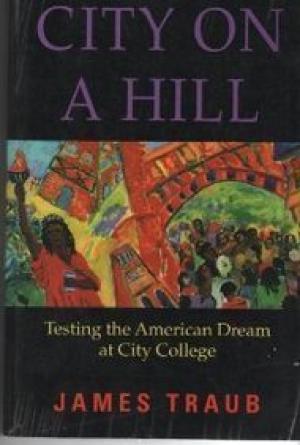 CITY ON
A HILL
Testing the American Dream
at City College
JAMES TRAUB